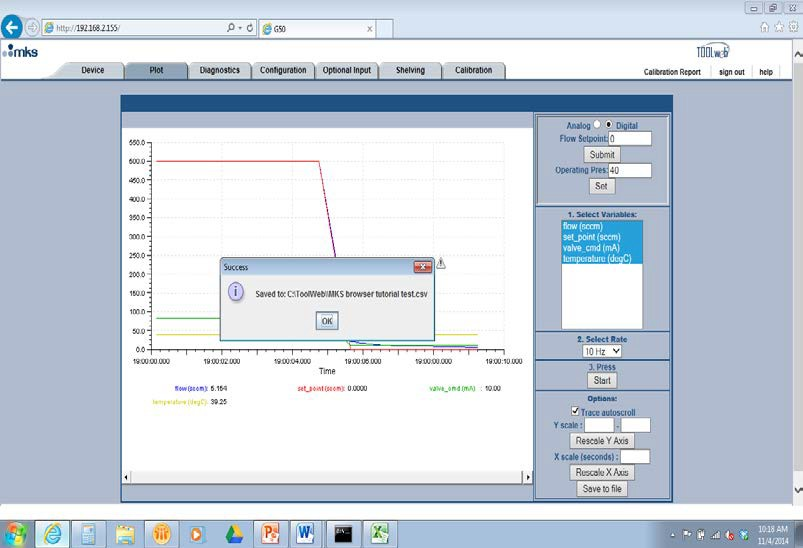 http://192.168.2.155/
G50
mks
TOOLweb
Device
Plot
Diagnostics
Configuration
Optional Input
Shelving
Calibration
Calibration Report
sign out
help
550.0
500.0
450.0
400.0
350.0
300.0
250.0
200.0
150.0
100.0
50.0
0.0
19:00:00.000
19:00:02.000
19:00:04.000
19:00:06.000
19:00:08.000
19:00:10.000
Time
flow (sccm): 5.154
set_point (sccm): 0.0000
valve_cmd (mA) : 10.00
temperature (degC): 39.25
Success
Saved to: C:\ToolWeb\MKS browser tutorial test.csv
OK
Analog
Digital
Flow Setpoint: 0
Submit
Operating Pres: 40
Set
1. Select Variables:
flow (sccm)
set_point (sccm)
valve_cmd (mA)
temperature (degC)
2. Select Rate
10 Hz
3. Press
Start
Options:
Trace autoscroll
Y scale : -
Rescale Y Axis
X scale (seconds) :
Rescale X Axis
Save to file
10:18 AM
11/4/2014